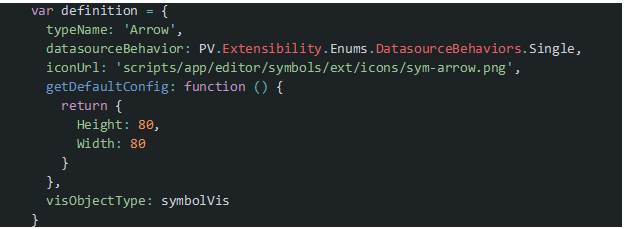 var definition = {
typeName: 'Arrow',
datasourceBehavior: PV.Extensibility.Enums.DatasourceBehaviors.Single,
iconUrl: 'scripts/app/editor/symbols/ext/icons/sym-arrow.png',
getDefaultConfig: function () {
return {
Height: 80,
Width: 80
}
},
visObjectType: symbolVis
}